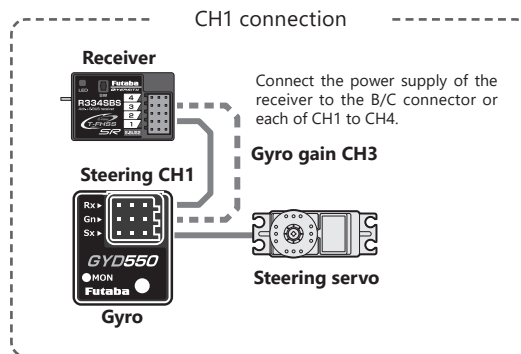 CH1 connection
Receiver
LED
SW
Futaba
R334SBS
T-FHSS
SR
4
3
2
1
Connect the power supply of the
receiver to the B/C connector or
each of CH1 to CH4.
Gyro gain CH3
Steering CH1
Rx▶
Gn▶
Sx▶
GYD550
MON
Futaba
Gyro
Steering servo